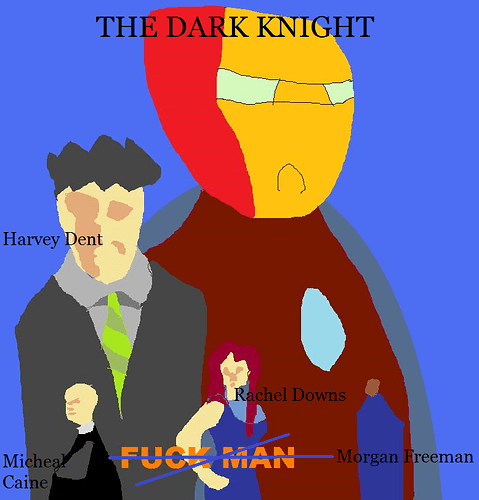 THE DARK KNIGHT
Harvey Dent
Rachel Downs
Micheal
Caine
FUCK MAN
Morgan Freeman